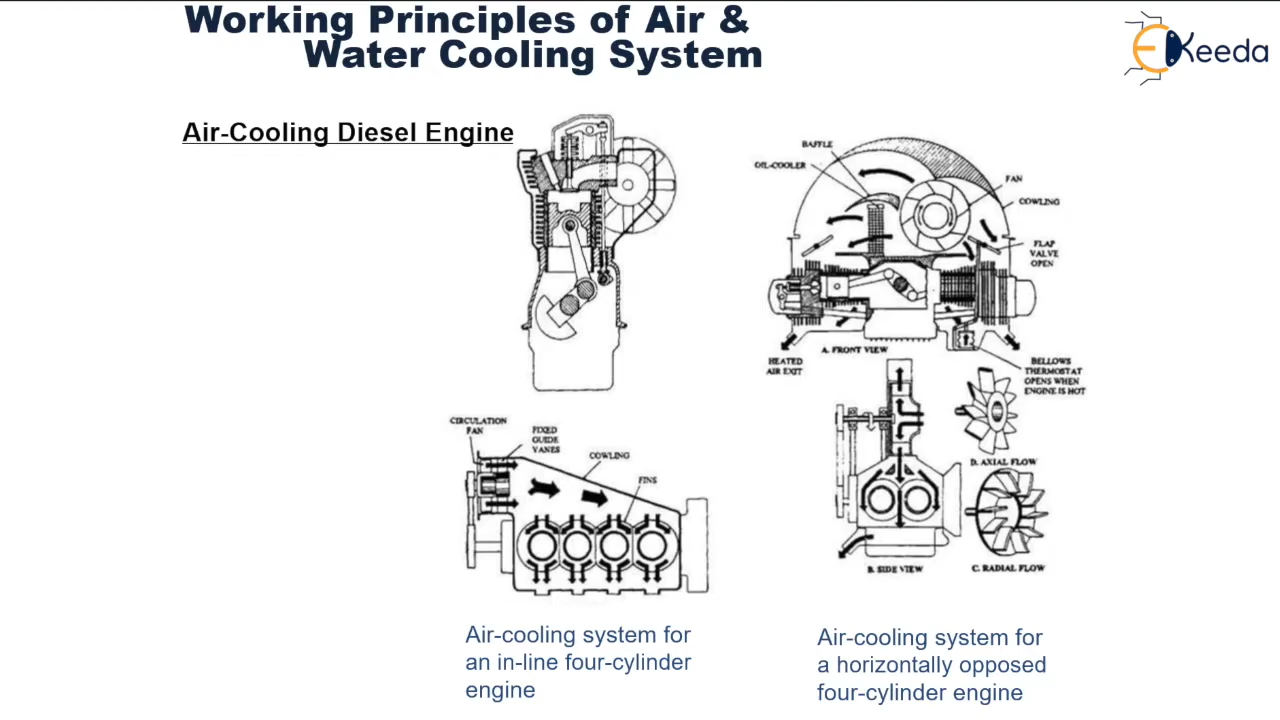 Working Principles of Air &
Water Cooling System
EKeeda
Air-Cooling Diesel Engine
BAFFLE
OIL-COOLER
FAN
COWLING
FLAP
VALVE
OPEN
A. FRONT VIEW
HEATED
AIR EXIT
BELLOWS
THERMOSTAT
OPENS WHEN
ENGINE IS HOT
CIRCULATION
FAN
FIXED
GUIDE
VANES
COWLING
FINS
D. AXIAL FLOW
B. SIDE VIEW
C. RADIAL FLOW
Air-cooling system for
an in-line four-cylinder
engine
Air-cooling system for
a horizontally opposed
four-cylinder engine